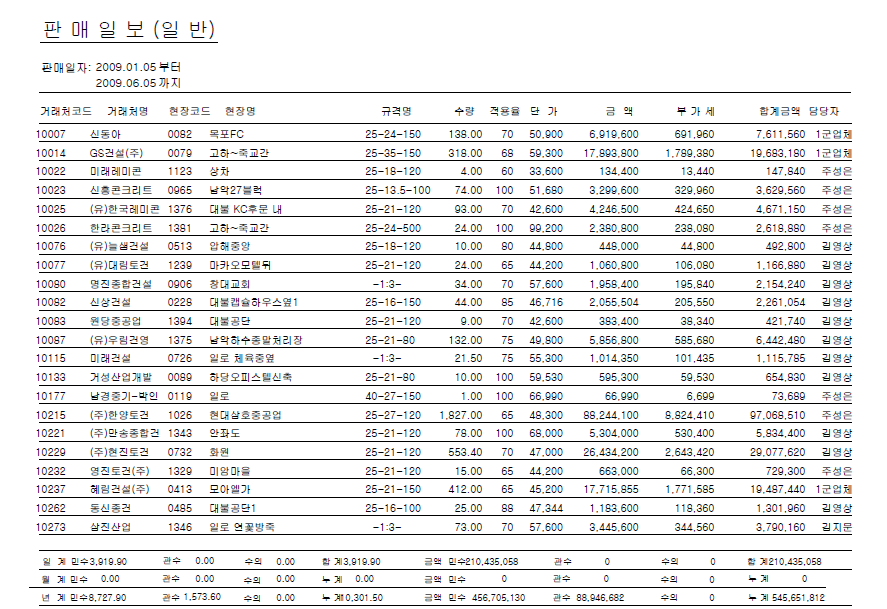 판 매 일 보 (일 반)
판매일자: 2009.01.05 부터
2009.06.05 까지
거래처코드 거래처명 현장코드 현장명 규격명 수량 적용율 단 가 금 액 부 가 세 합계금액 담당자
10007 신동아 0082 목포FC 25-24-150 138.00 70 50,900 6,919,600 691,960 7,611,560 1군업체
10014 GS건설(주) 0079 고하~죽교간 25-35-150 318.00 68 59,300 17,893,800 1,789,380 19,683,180 1군업체
10022 미래레미콘 1123 상차 25-18-120 4.00 60 33,600 134,400 13,440 147,840 주성은
10023 신흥콘크리트 0965 남악27블럭 25-13.5-100 74.00 100 51,680 3,299,600 329,960 3,629,560 주성은
10025 (유)한국레미콘 1376 대불 KC후문 내 25-21-120 93.00 70 42,600 4,246,500 424,650 4,671,150 주성은
10026 한라콘크리트 1381 고하~죽교간 25-24-500 24.00 100 99,200 2,380,800 238,080 2,618,880 주성은
10076 (유)늘샘건설 0513 압해중앙 25-18-120 10.00 80 44,800 448,000 44,800 492,800 김영상
10077 (유)대림토건 1239 마카오모텔뒤 25-21-120 24.00 65 44,200 1,060,800 106,080 1,166,880 김영상
10080 명진종합건설 0906 창대교회 -1:3- 34.00 70 57,600 1,958,400 195,840 2,154,240 김영상
10082 신상건설 0228 대불캡슐하우스옆1 25-16-150 44.00 85 46,716 2,055,504 205,550 2,261,054 김영상
10083 원당중공업 1394 대불공단 25-21-120 9.00 70 42,600 383,400 38,340 421,740 김영상
10087 (유)우림건영 1375 남악하수종말처리장 25-21-80 132.00 75 49,800 5,856,800 585,680 6,442,480 김영상
10115 미래건설 0726 일로 체육중옆 -1:3- 21.50 75 55,300 1,014,350 101,435 1,115,785 김영상
10133 거성산업개발 0089 하당오피스텔신축 25-21-80 10.00 100 59,530 595,300 59,530 654,830 김영상
10177 남경중기-박인 0119 일로 40-27-150 1.00 100 66,990 66,990 6,699 73,689 주성은
10215 (주)한양토건 1026 현대삼호중공업 25-27-120 1,827.00 65 48,300 88,244,100 8,824,410 97,068,510 주성은
10221 (주)만송종합건 1343 안좌도 25-21-120 78.00 100 68,000 5,304,000 530,400 5,834,400 김영상
10229 (주)현진토건 0732 화원 25-21-120 553.40 70 47,000 26,434,200 2,643,420 29,077,620 김영상
10232 영진토건(주) 1329 미암마을 25-21-120 15.00 65 44,200 663,000 66,300 729,300 주성은
10237 혜림건설(주) 0413 모아엘가 25-21-150 412.00 65 45,200 17,715,855 1,771,585 19,487,440 1군업체
10262 동신종건 0485 대불공단1 25-16-100 25.00 88 47,344 1,183,600 118,360 1,301,960 김영상
10273 삼진산업 1346 일로 연꽃방죽 -1:3- 73.00 70 57,600 3,445,600 344,560 3,790,160 김지문
일 계 민수3,919.90 관수 0.00 수의 0.00 합 계3,919.90 금액 민수210,435,058 관수 0 수의 0 합 계210,435,058
월 계 민수 0.00 관수 0.00 수의 0.00 누 계 0.00 금액 민수 0 관수 0 수의 0 누 계 0
년 계 민수8,727.90 관수 1,573.60 수의 0.00 누 계10,301.50 금액 민수 456,705,130 관수 88,946,682 수의 0 누 계 545,651,812